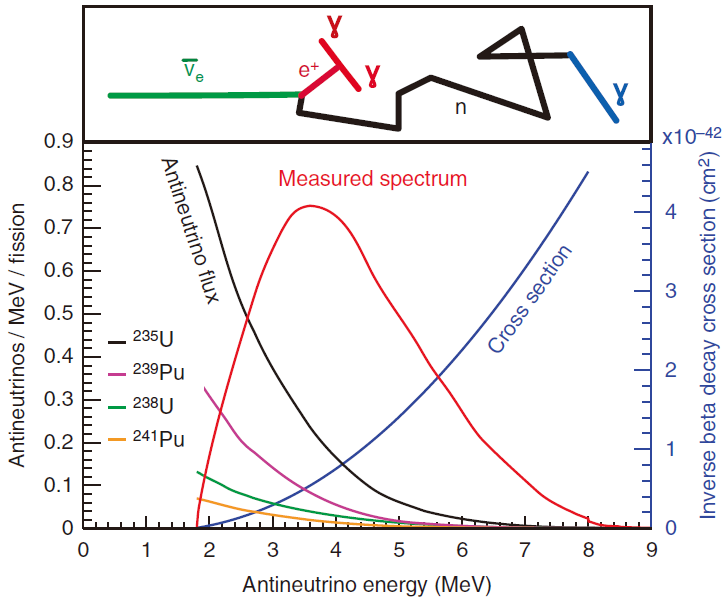 γ
ν̅e
e⁺
γ
n
γ
x10⁻⁴²
0.9
0.8
0.7
0.6
0.5
0.4
0.3
0.2
0.1
0
Antineutrinos / MeV / fission
Antineutrino flux
Measured spectrum
Cross section
²³⁵U
²³⁹Pu
²³⁸U
²⁴¹Pu
4
3
2
1
0
Inverse beta decay cross section (cm²)
0 1 2 3 4 5 6 7 8 9
Antineutrino energy (MeV)